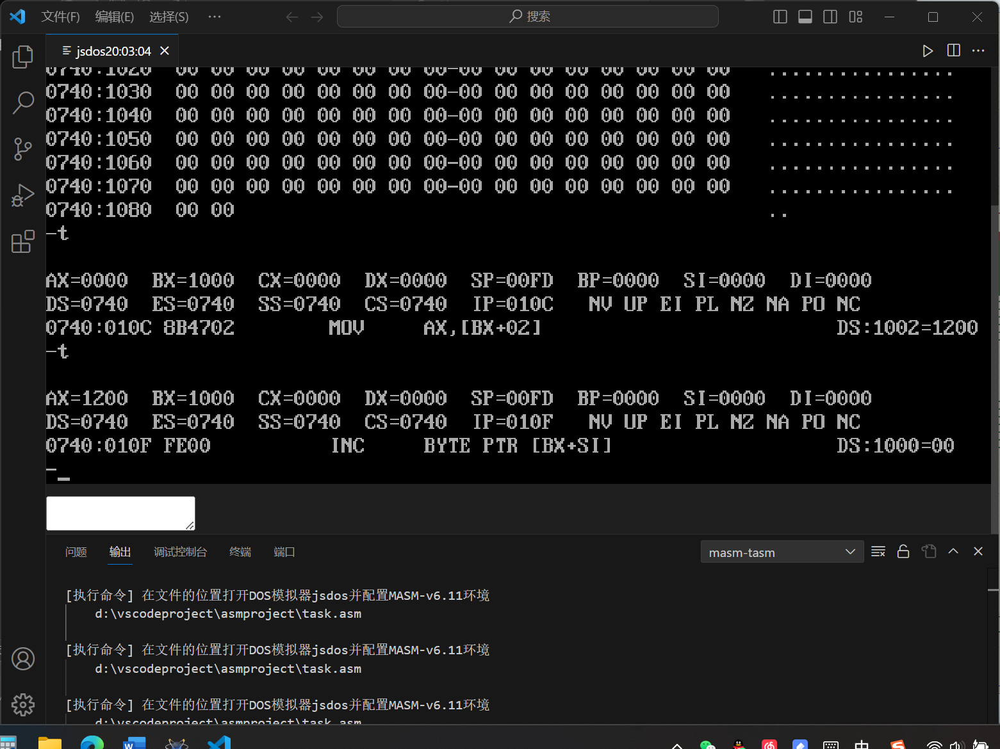 文件(F) 编辑(E) 选择(S) ··· 搜索
jsdos20:03:04
0740:1020 00 00 00 00 00 00 00 00-00 00 00 00 00 00 00 00 ................
0740:1030 00 00 00 00 00 00 00 00-00 00 00 00 00 00 00 00 ................
0740:1040 00 00 00 00 00 00 00 00-00 00 00 00 00 00 00 00 ................
0740:1050 00 00 00 00 00 00 00 00-00 00 00 00 00 00 00 00 ................
0740:1060 00 00 00 00 00 00 00 00-00 00 00 00 00 00 00 00 ................
0740:1070 00 00 00 00 00 00 00 00-00 00 00 00 00 00 00 00 ................
0740:1080 00 00 ..
-t
AX=0000 BX=1000 CX=0000 DX=0000 SP=00FD BP=0000 SI=0000 DI=0000
DS=0740 ES=0740 SS=0740 CS=0740 IP=010C NV UP EI PL NZ NA PO NC
0740:010C 8B4702 MOV AX,[BX+02] DS:1002=1200
-t
AX=1200 BX=1000 CX=0000 DX=0000 SP=00FD BP=0000 SI=0000 DI=0000
DS=0740 ES=0740 SS=0740 CS=0740 IP=010F NV UP EI PL NZ NA PO NC
0740:010F FE00 INC BYTE PTR [BX+SI] DS:1000=00
-_
问题 输出 调试控制台 终端 端口 masm-tasm
[执行命令] 在文件的位置打开DOS模拟器jsdos并配置MASM-v6.11环境
d:\vscodeproject\asmproject\task.asm
[执行命令] 在文件的位置打开DOS模拟器jsdos并配置MASM-v6.11环境
d:\vscodeproject\asmproject\task.asm
[执行命令] 在文件的位置打开DOS模拟器jsdos并配置MASM-v6.11环境
d:\vscodeproject\asmproject\task.asm
中